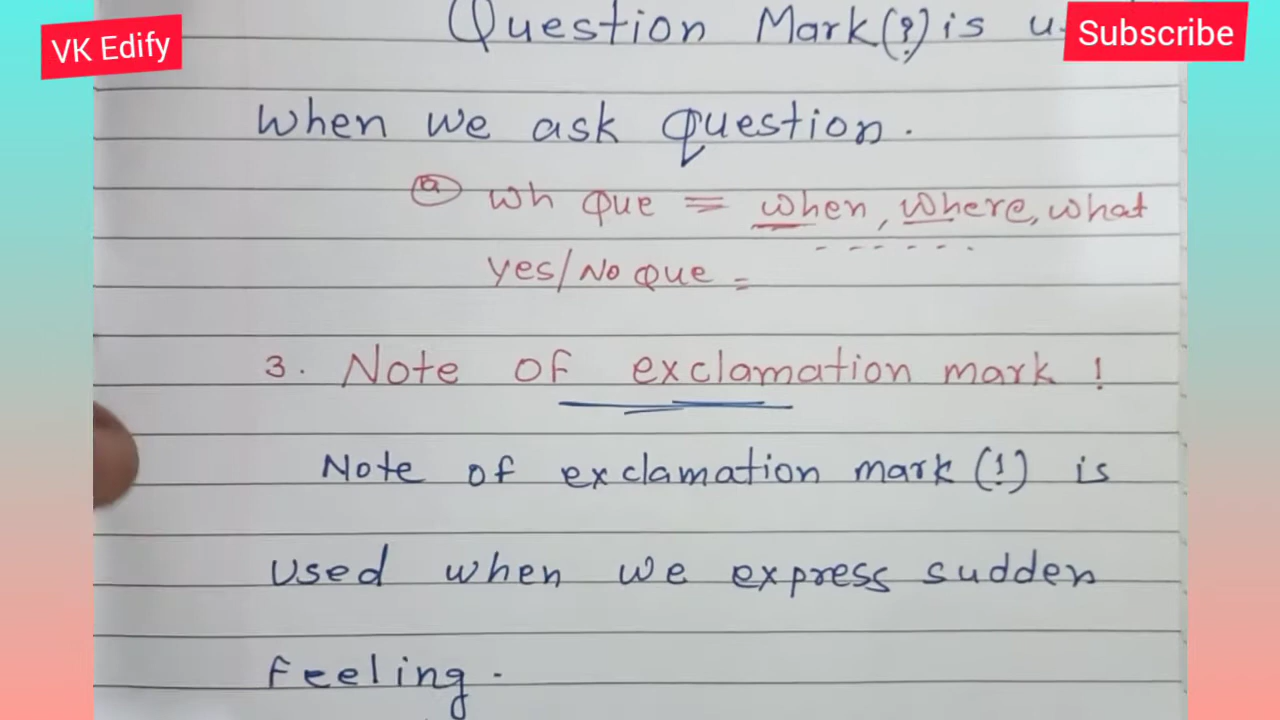 VK Edify
Subscribe
Question Mark(?) is
when we ask question.
(a) Wh Que = when, where, what
------
Yes/No Que =
3. Note of exclamation mark !
Note of exclamation mark (!) is
used when we express sudden
feeling.